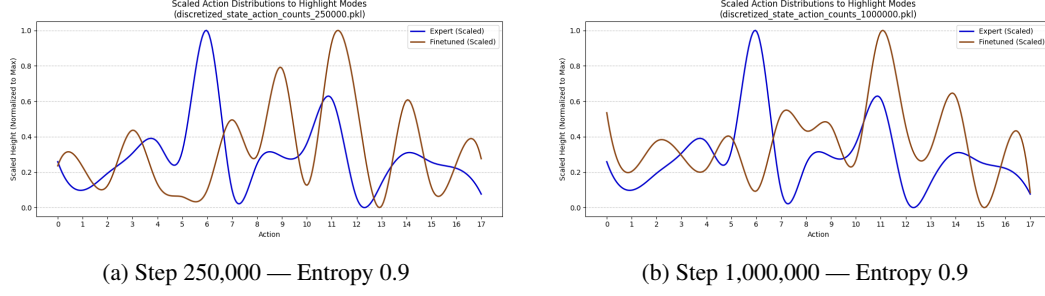 Scaled Action Distributions to Highlight Modes
(discretized_state_action_counts_250000.pkl)
Expert (Scaled)
Finetuned (Scaled)
Scaled Height (Normalized to Max)
1.0
0.8
0.6
0.4
0.2
0.0
0 1 2 3 4 5 6 7 8 9 10 11 12 13 14 15 16 17
Action
(a) Step 250,000 — Entropy 0.9
Scaled Action Distributions to Highlight Modes
(discretized_state_action_counts_1000000.pkl)
Expert (Scaled)
Finetuned (Scaled)
Scaled Height (Normalized to Max)
1.0
0.8
0.6
0.4
0.2
0.0
0 1 2 3 4 5 6 7 8 9 10 11 12 13 14 15 16 17
Action
(b) Step 1,000,000 — Entropy 0.9